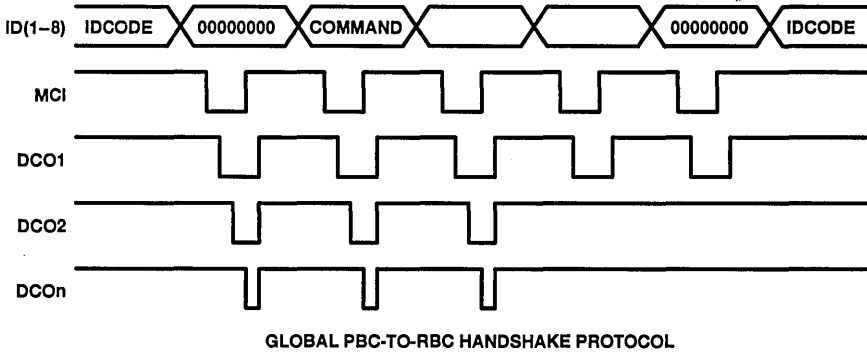 ID(1–8) IDCODE 00000000 COMMAND 00000000 IDCODE
MCI
DCO1
DCO2
DCOn
GLOBAL PBC-TO-RBC HANDSHAKE PROTOCOL